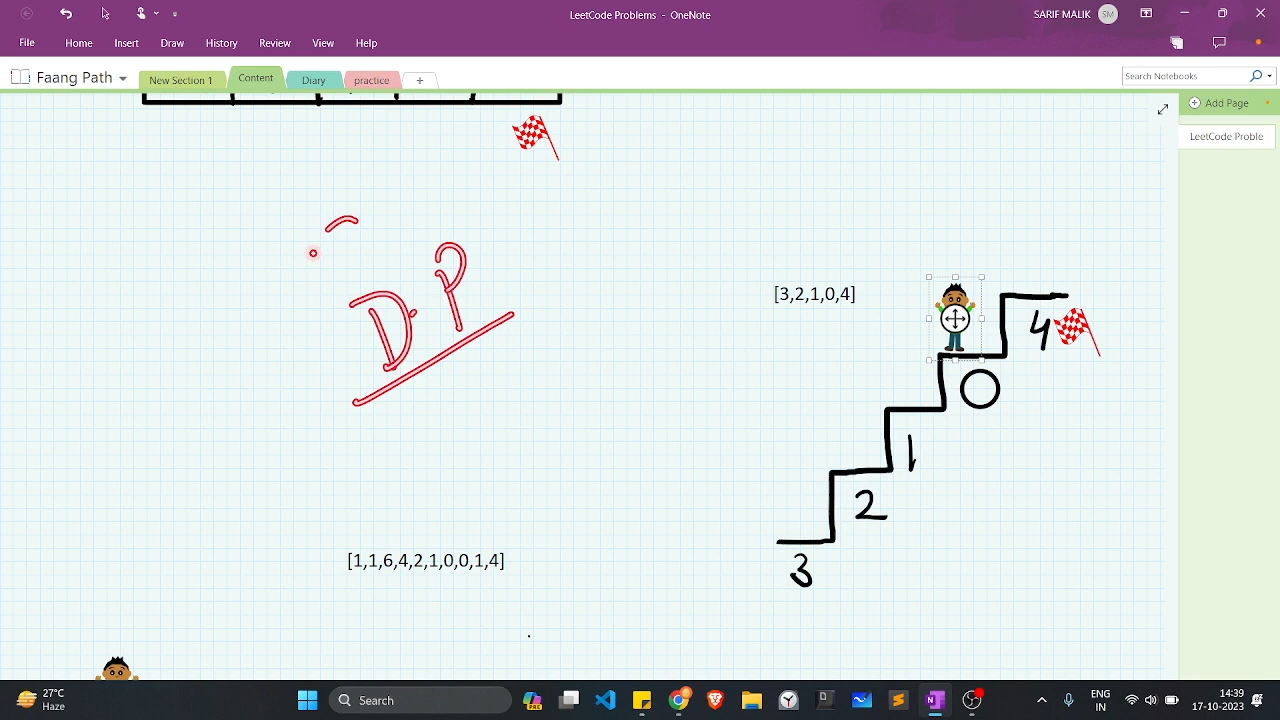 LeetCode Problems - OneNote
SARIF MALIK SM
File Home Insert Draw History Review View Help
Faang Path New Section 1 Content Diary practice +
Search Notebooks
Add Page
LeetCode Proble
DP
[3,2,1,0,4]
4
0
1
2
3
[1,1,6,4,2,1,0,0,1,4]
27°C
Haze
Search
PRE
ENG
IN
17-10-2023